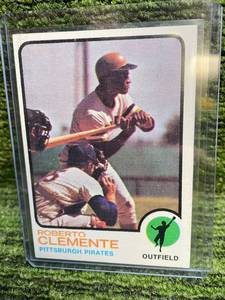 ROBERTO
CLEMENTE
PITTSBURGH PIRATES
OUTFIELD